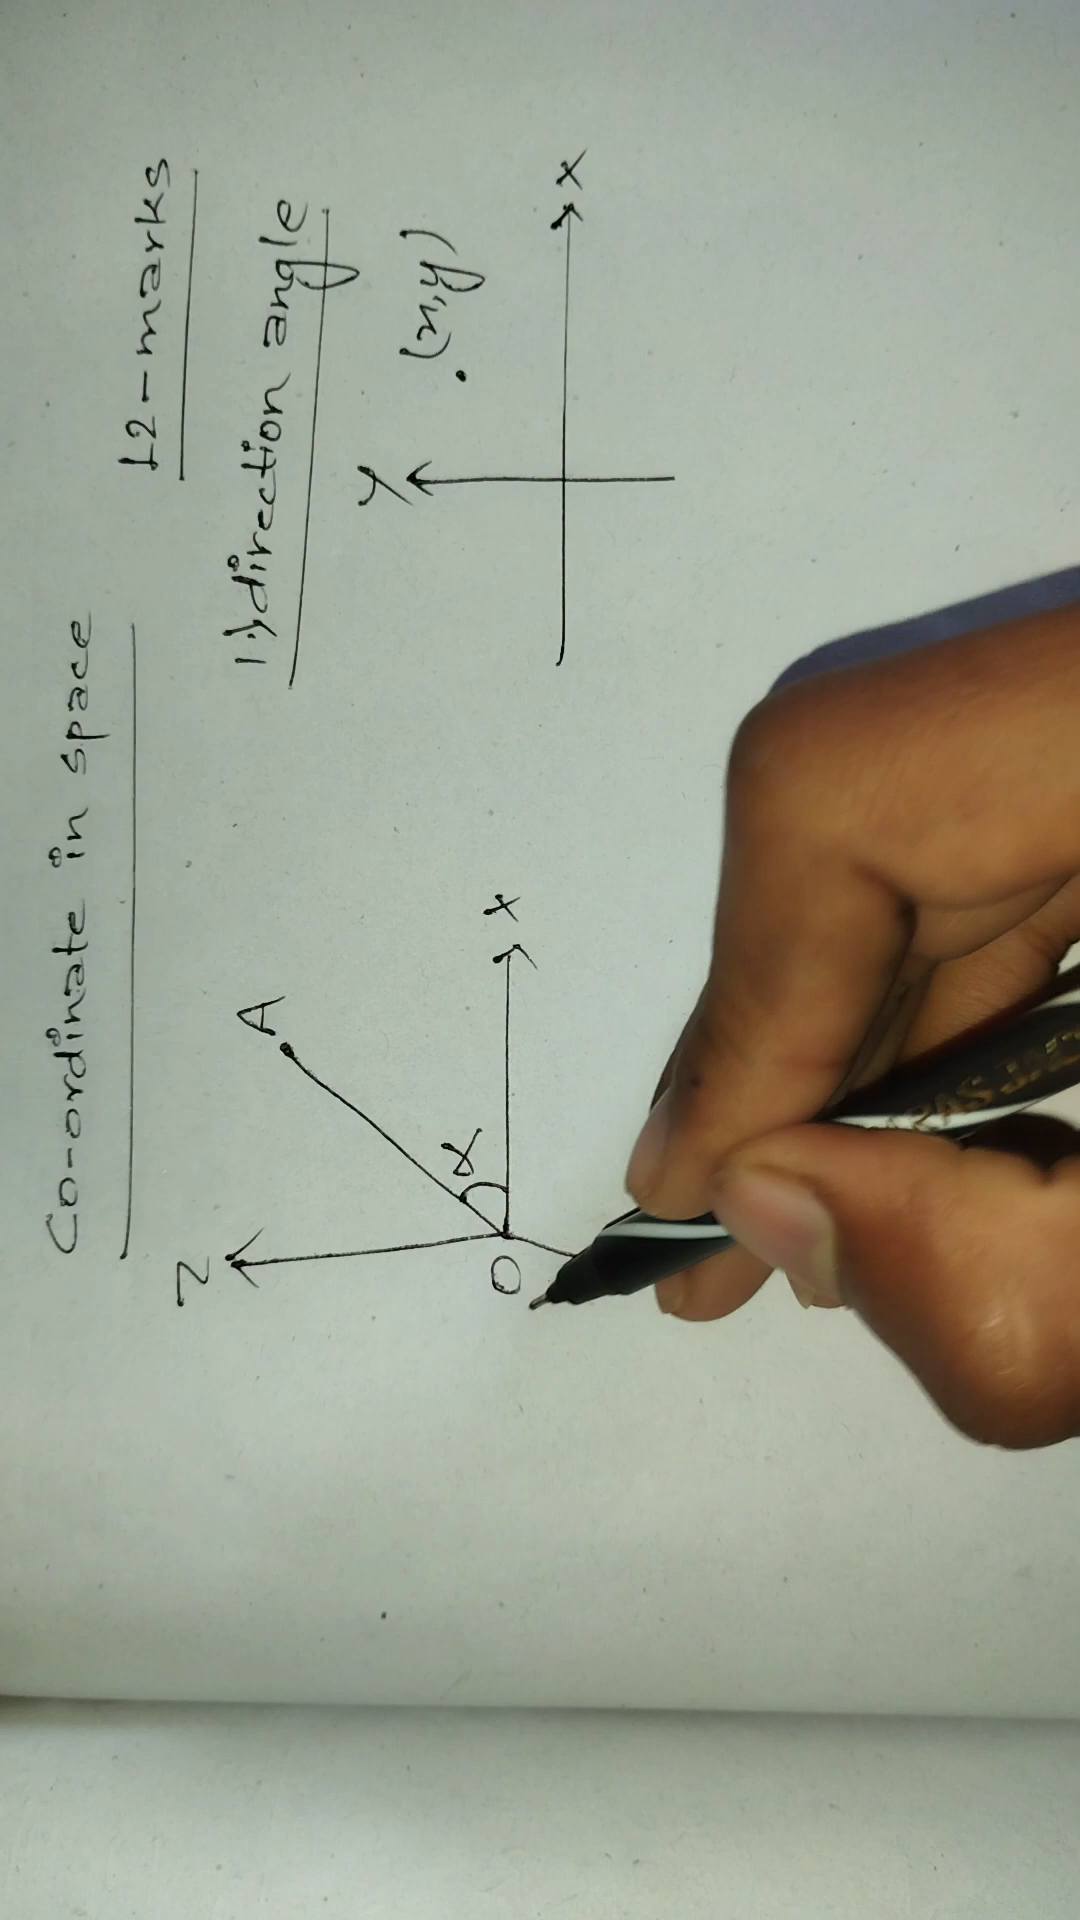 Co-ordinate in space
12-marks
1) direction angle
Y
(x,y)
X
Z
A
α
X
O